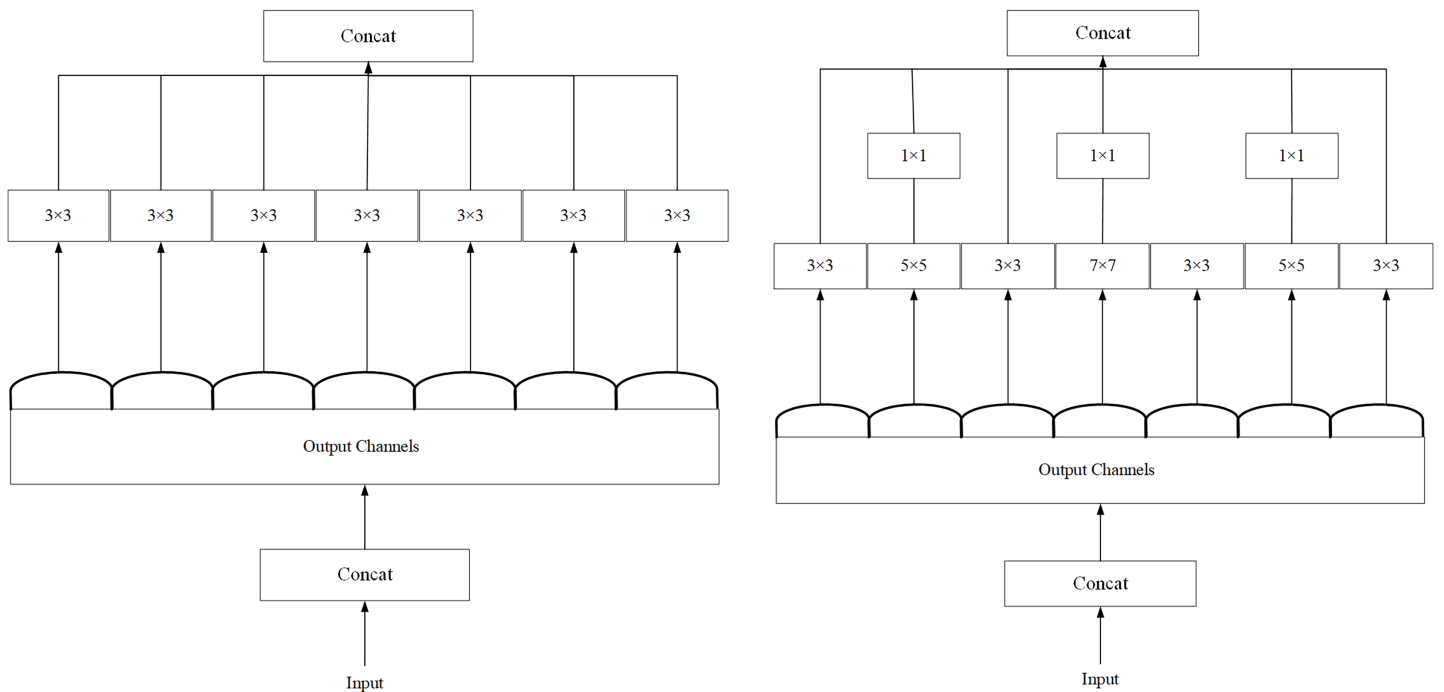 Concat
3×3 3×3 3×3 3×3 3×3 3×3 3×3
Output Channels
Concat
Input
Concat
1×1 1×1 1×1
3×3 5×5 3×3 7×7 3×3 5×5 3×3
Output Channels
Concat
Input